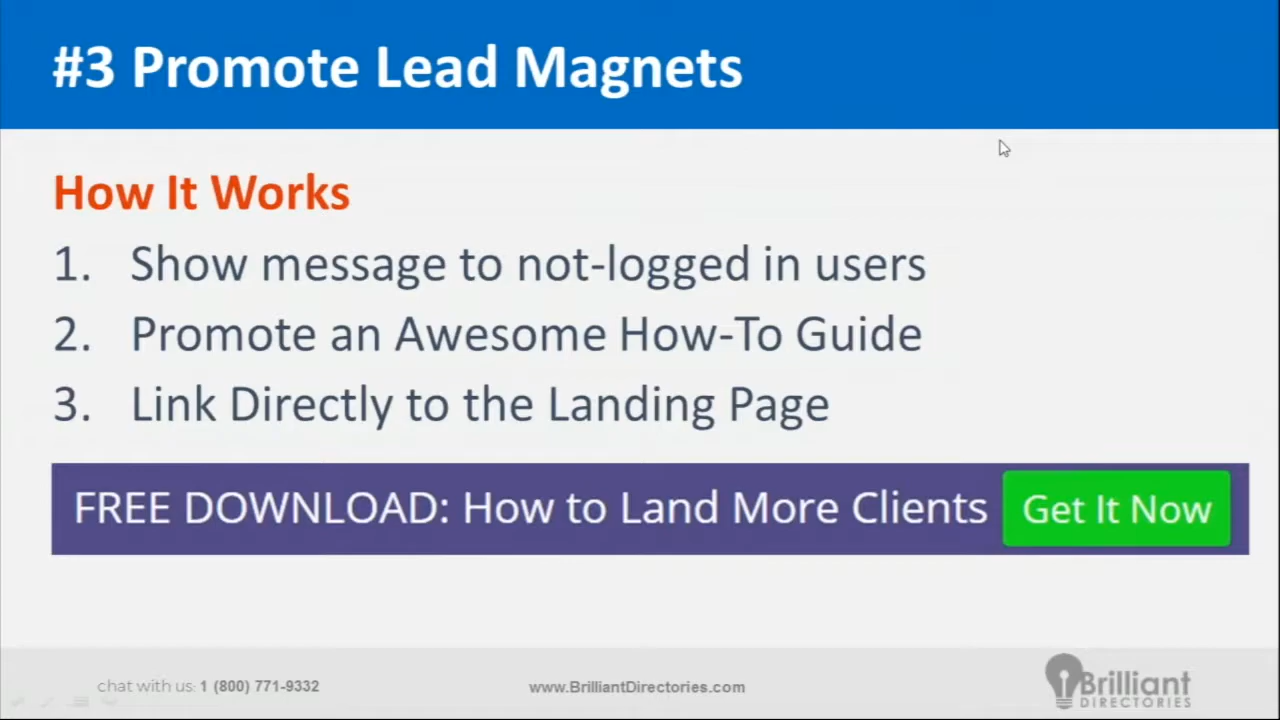 #3 Promote Lead Magnets
How It Works
1. Show message to not-logged in users
2. Promote an Awesome How-To Guide
3. Link Directly to the Landing Page
FREE DOWNLOAD: How to Land More Clients Get It Now
chat with us: 1 (800) 771-9332 www.BrilliantDirectories.com Brilliant
DIRECTORIES